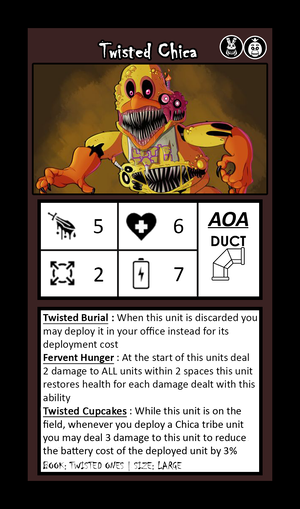 Twisted Chica
5
6
AOA
DUCT
2
7
Twisted Burial : When this unit is discarded you
may deploy it in your office instead for its
deployment cost
Fervent Hunger : At the start of this units deal
2 damage to ALL units within 2 spaces this unit
restores health for each damage dealt with this
ability
Twisted Cupcakes : While this unit is on the
field, whenever you deploy a Chica tribe unit
you may deal 3 damage to this unit to reduce
the battery cost of the deployed unit by 3%
BOOK: TWISTED ONES | SIZE: LARGE